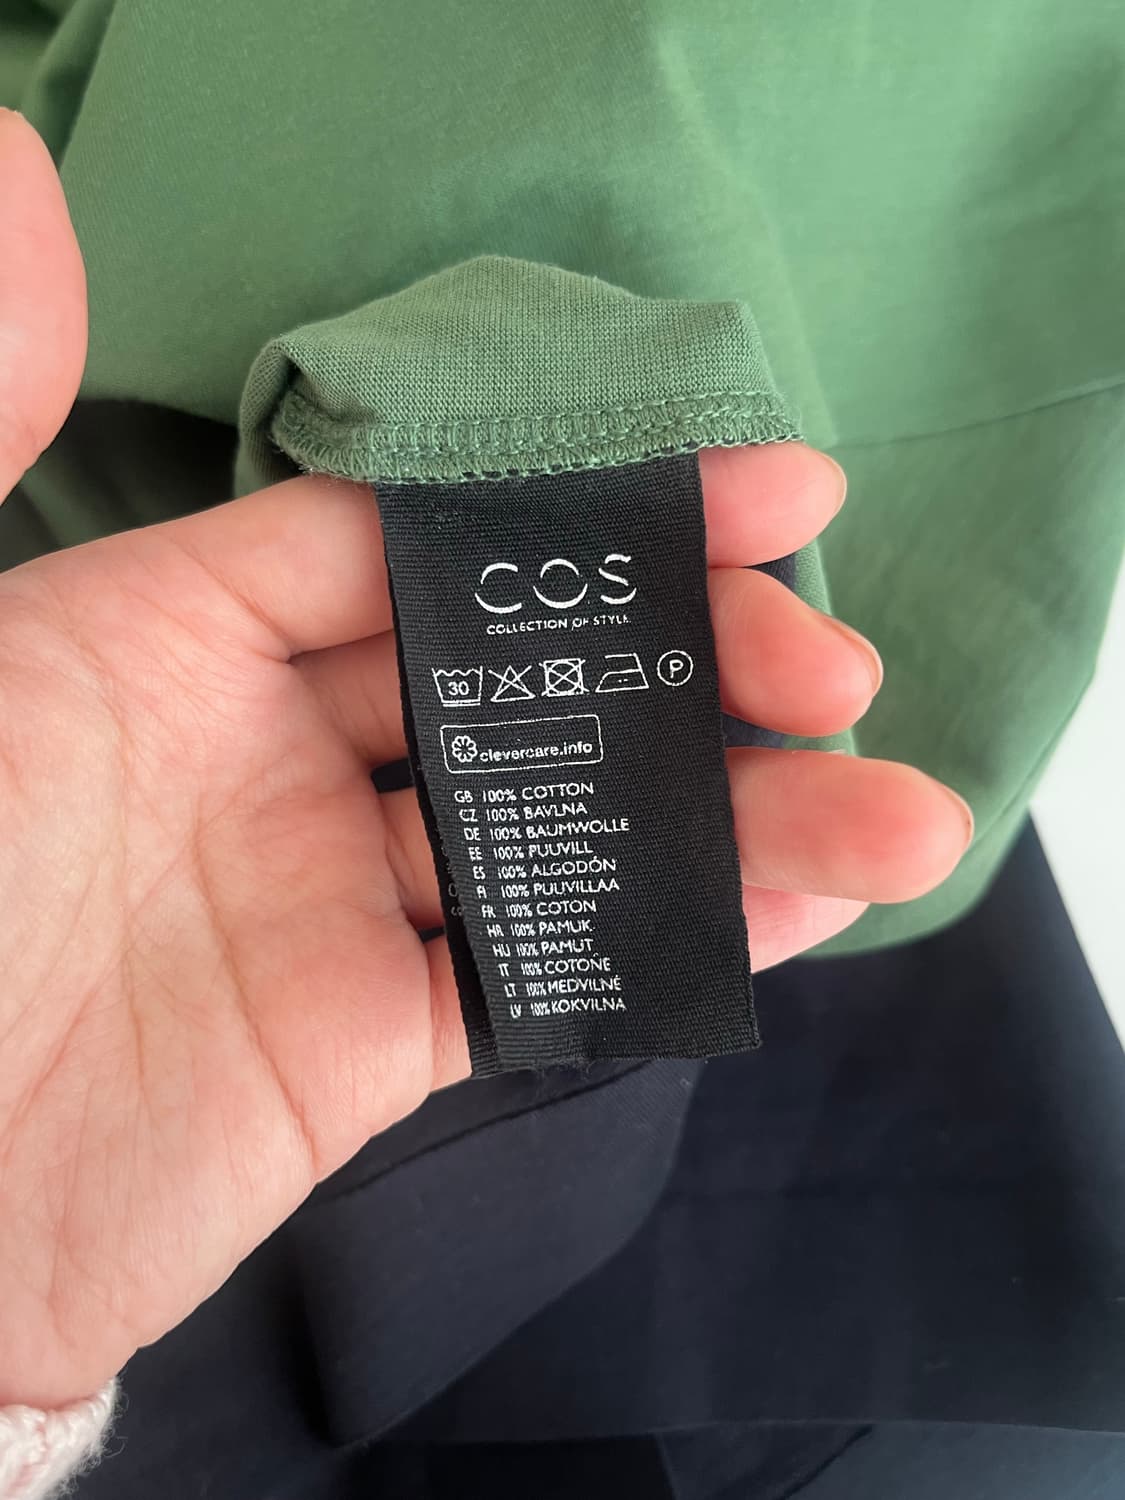 COS
COLLECTION OF STYLE
30 P
clevercare.info
GB 100% COTTON
CZ 100% BAVLNA
DE 100% BAUMWOLLE
EE 100% PUUVILL
ES 100% ALGODÓN
FI 100% PUUVILLAA
FR 100% COTON
HR 100% PAMUK
HU 100% PAMUT
IT 100% COTONE
LT 100% MEDVILNĖ
LV 100% KOKVILNA